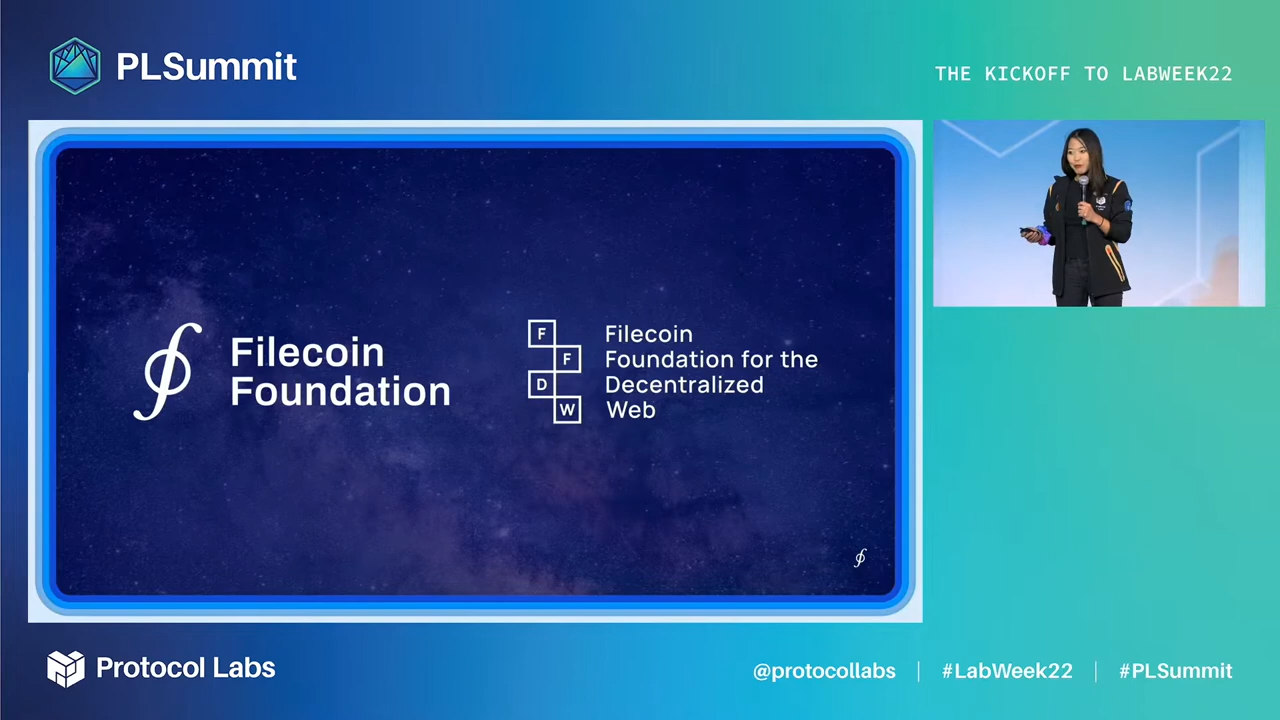 PLSummit
THE KICKOFF TO LABWEEK22
Filecoin
Foundation
F
F
D
W
Filecoin
Foundation for the
Decentralized
Web
Protocol Labs
@protocollabs | #LabWeek22 | #PLSummit